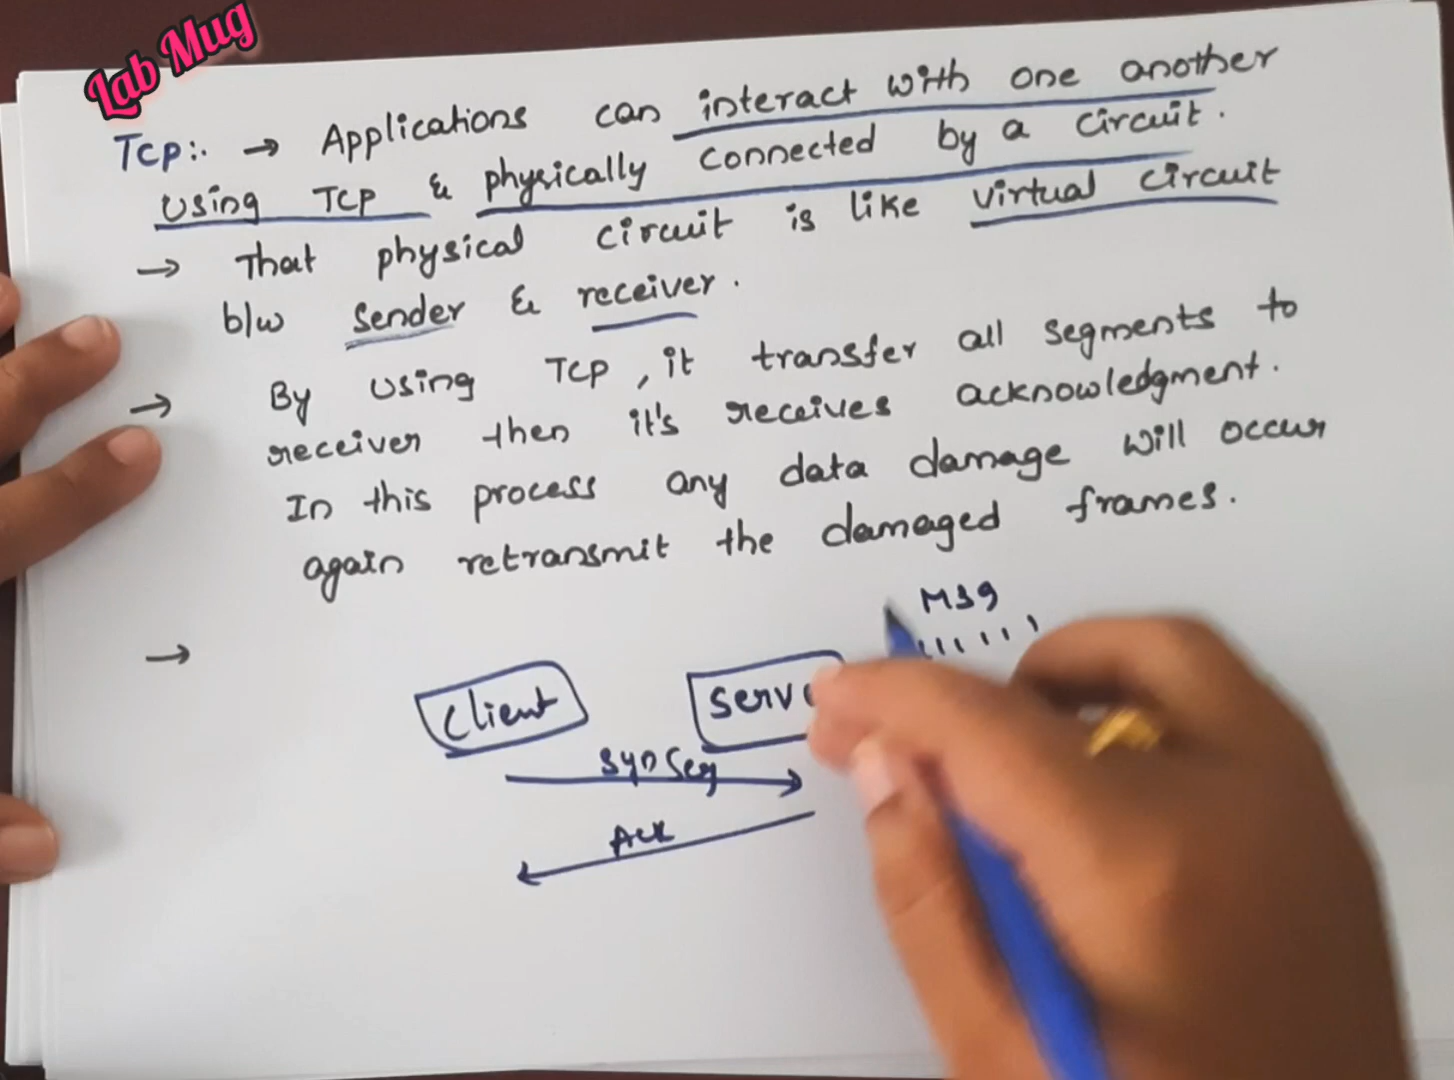 Lab Mug
TCP:. → Applications can interact with one another
using TCP & physically connected by a circuit.
→ That physical circuit is like virtual circuit
b/w sender & receiver.
→ By using TCP, it transfer all segments to
receiver then it's receives acknowledgment.
In this process any data damage will occur
again retransmit the damaged frames.
Msg
→
client serve
syn seg
Ack